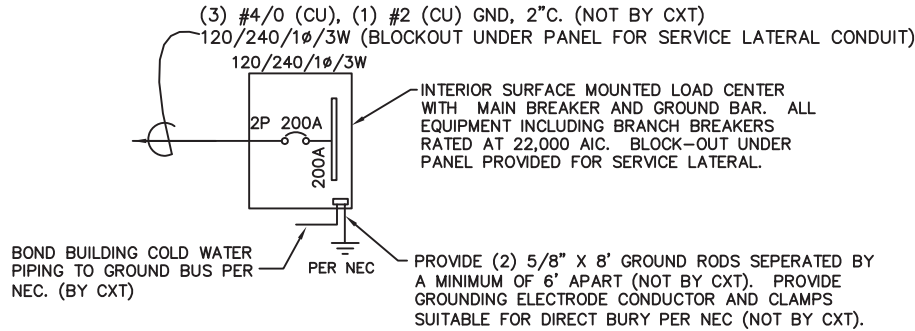 (3) #4/0 (CU), (1) #2 (CU) GND, 2"C. (NOT BY CXT)
120/240/1ø/3W (BLOCKOUT UNDER PANEL FOR SERVICE LATERAL CONDUIT)
120/240/1ø/3W
2P 200A
200A
INTERIOR SURFACE MOUNTED LOAD CENTER
WITH MAIN BREAKER AND GROUND BAR. ALL
EQUIPMENT INCLUDING BRANCH BREAKERS
RATED AT 22,000 AIC. BLOCK-OUT UNDER
PANEL PROVIDED FOR SERVICE LATERAL.
BOND BUILDING COLD WATER
PIPING TO GROUND BUS PER
NEC. (BY CXT)
PER NEC
PROVIDE (2) 5/8" X 8' GROUND RODS SEPERATED BY
A MINIMUM OF 6' APART (NOT BY CXT). PROVIDE
GROUNDING ELECTRODE CONDUCTOR AND CLAMPS
SUITABLE FOR DIRECT BURY PER NEC (NOT BY CXT).